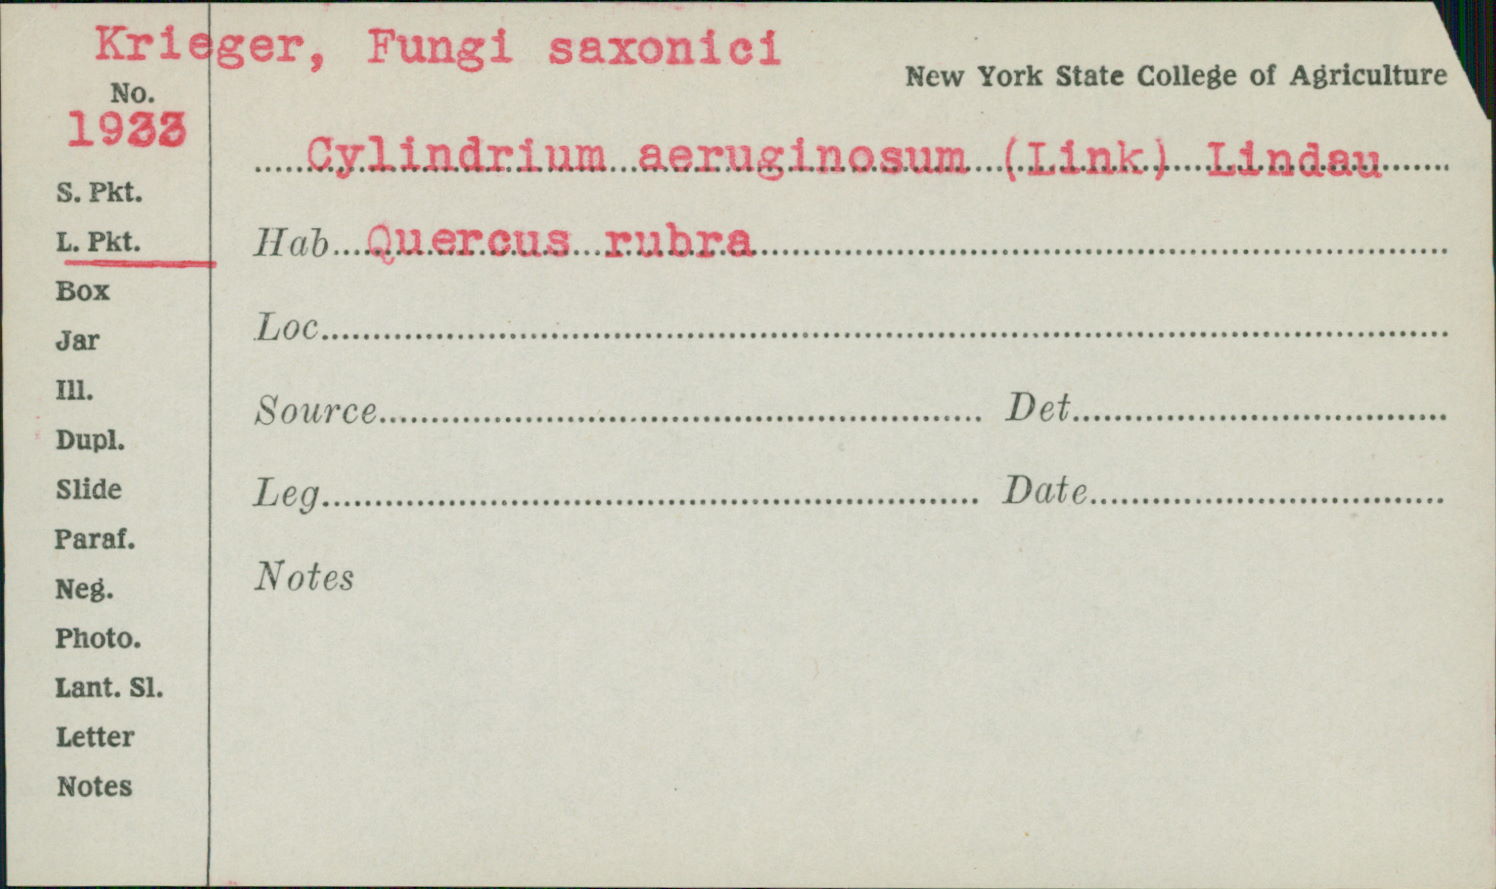 Krieger, Fungi saxonici
New York State College of Agriculture
No.
1933
Cylindrium aeruginosum (Link) Lindau
S. Pkt.
L. Pkt.
Hab Quercus rubra
Box
Loc
Jar
Ill.
Source Det
Dupl.
Slide
Leg Date
Paraf.
Neg.
Notes
Photo.
Lant. Sl.
Letter
Notes